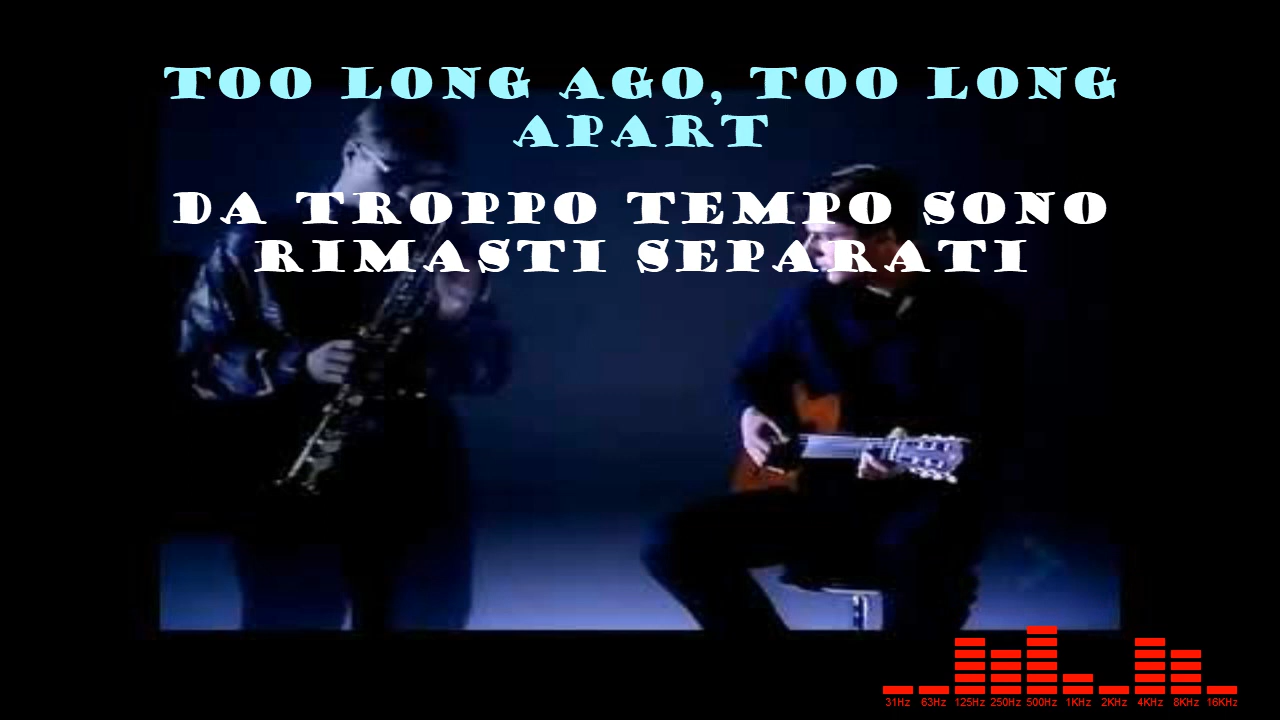 TOO LONG AGO, TOO LONG
APART
DA TROPPO TEMPO SONO
RIMASTI SEPARATI
31Hz 63Hz 125Hz 250Hz 500Hz 1KHz 2KHz 4KHz 8KHz 16KHz